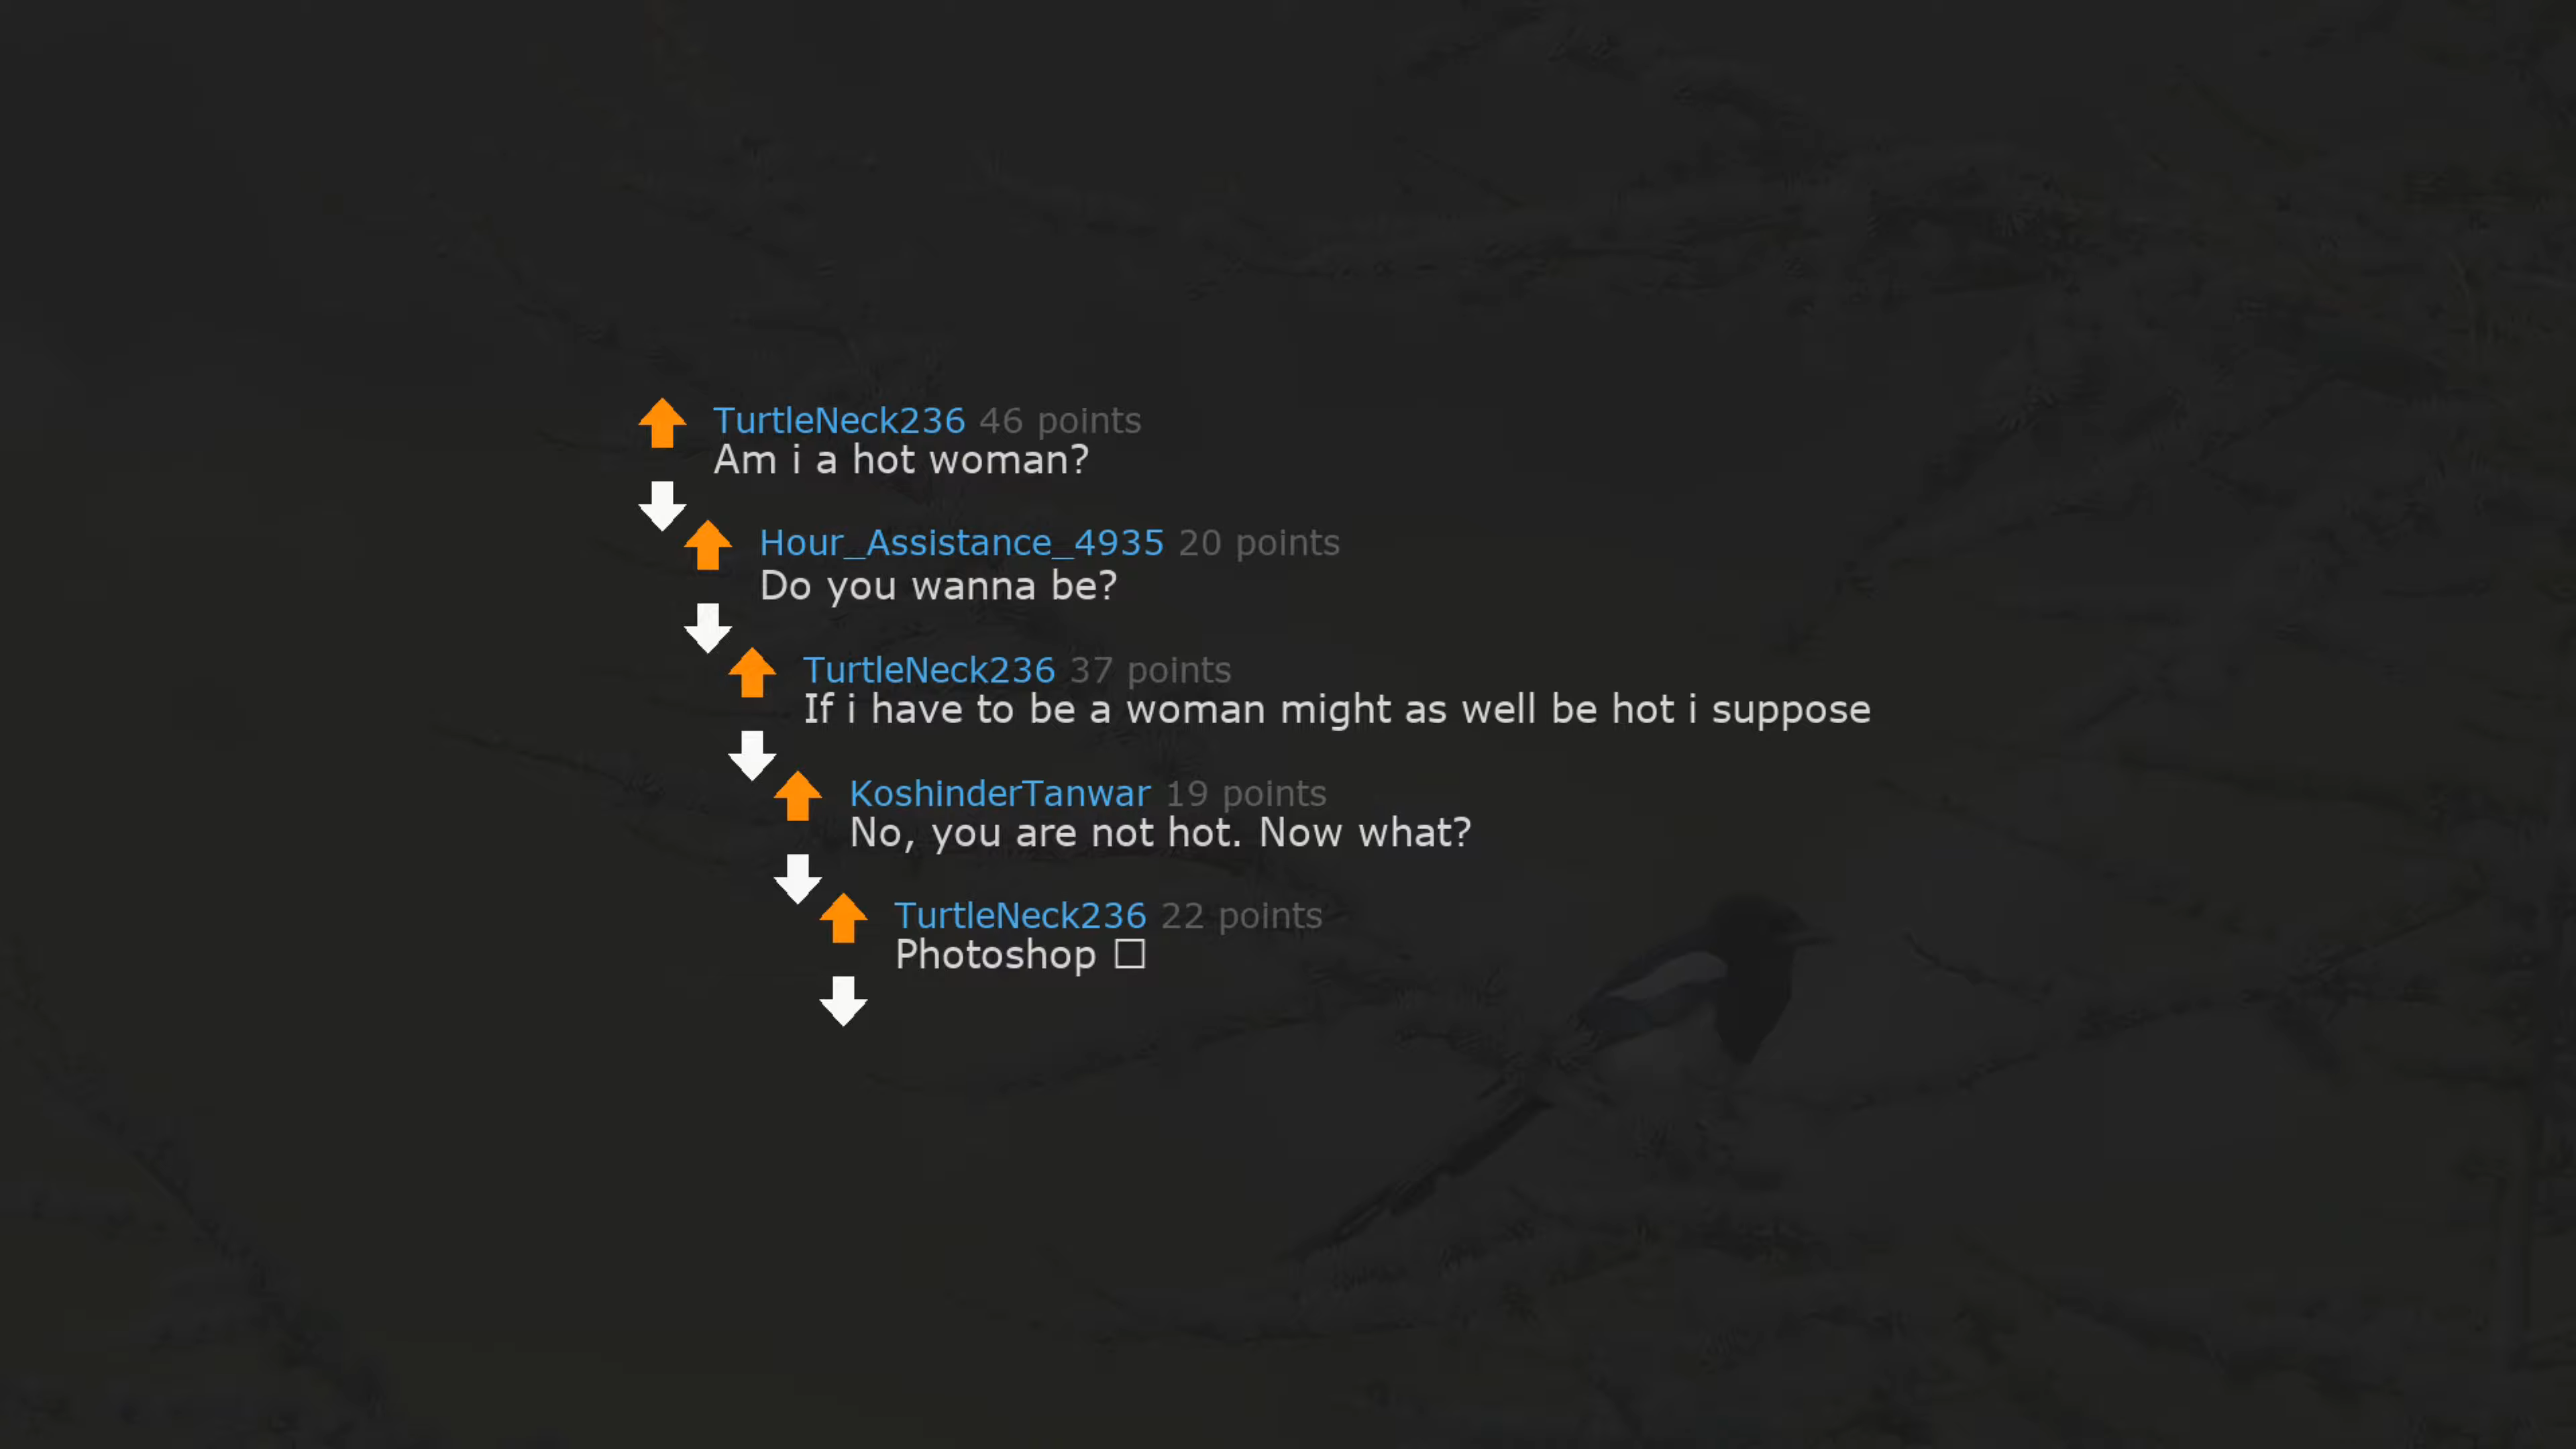 TurtleNeck236 46 points
Am i a hot woman?
Hour_Assistance_4935 20 points
Do you wanna be?
TurtleNeck236 37 points
If i have to be a woman might as well be hot i suppose
KoshinderTanwar 19 points
No, you are not hot. Now what?
TurtleNeck236 22 points
Photoshop □